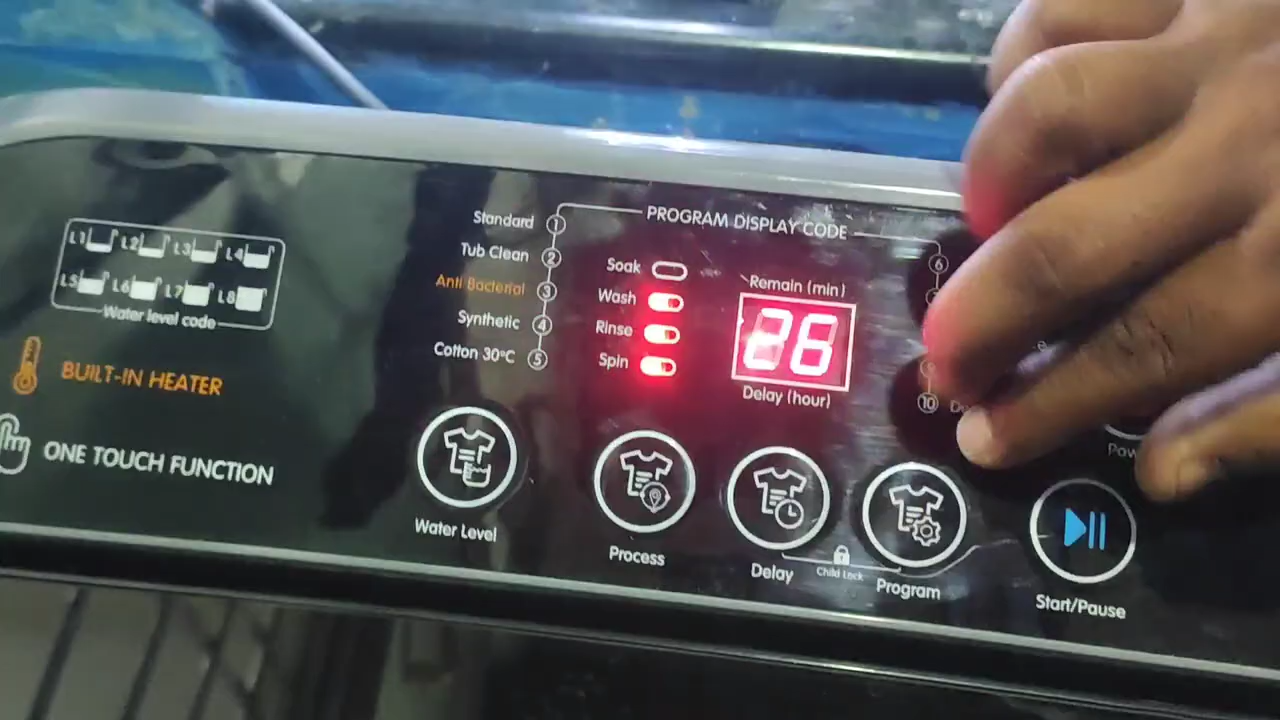 L1 L2 L3 L4
L5 L6 L7 L8
Water level code
BUILT-IN HEATER
ONE TOUCH FUNCTION
PROGRAM DISPLAY CODE
Standard 1
Tub Clean 2
Anti Bacterial 3
Synthetic 4
Cotton 30°C 5
Soak
Wash
Rinse
Spin
Remain (min)
26
Delay (hour)
6
10
Water Level
Process
Delay
Child Lock
Program
Start/Pause